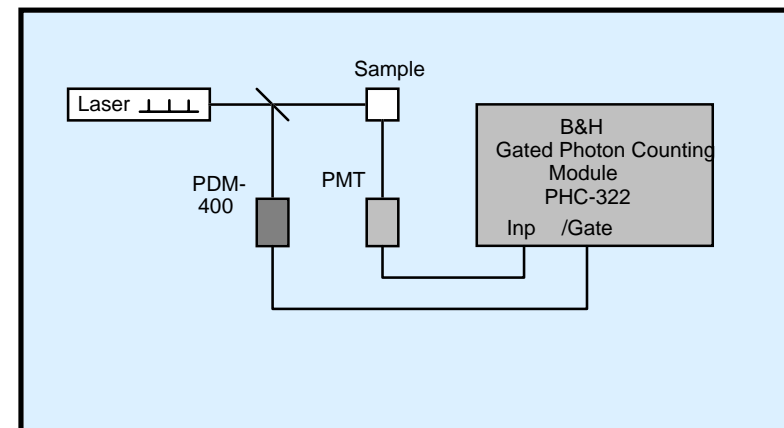 Sample
Laser
B&H
Gated Photon Counting
Module
PHC-322
PDM-
400
PMT
Inp /Gate